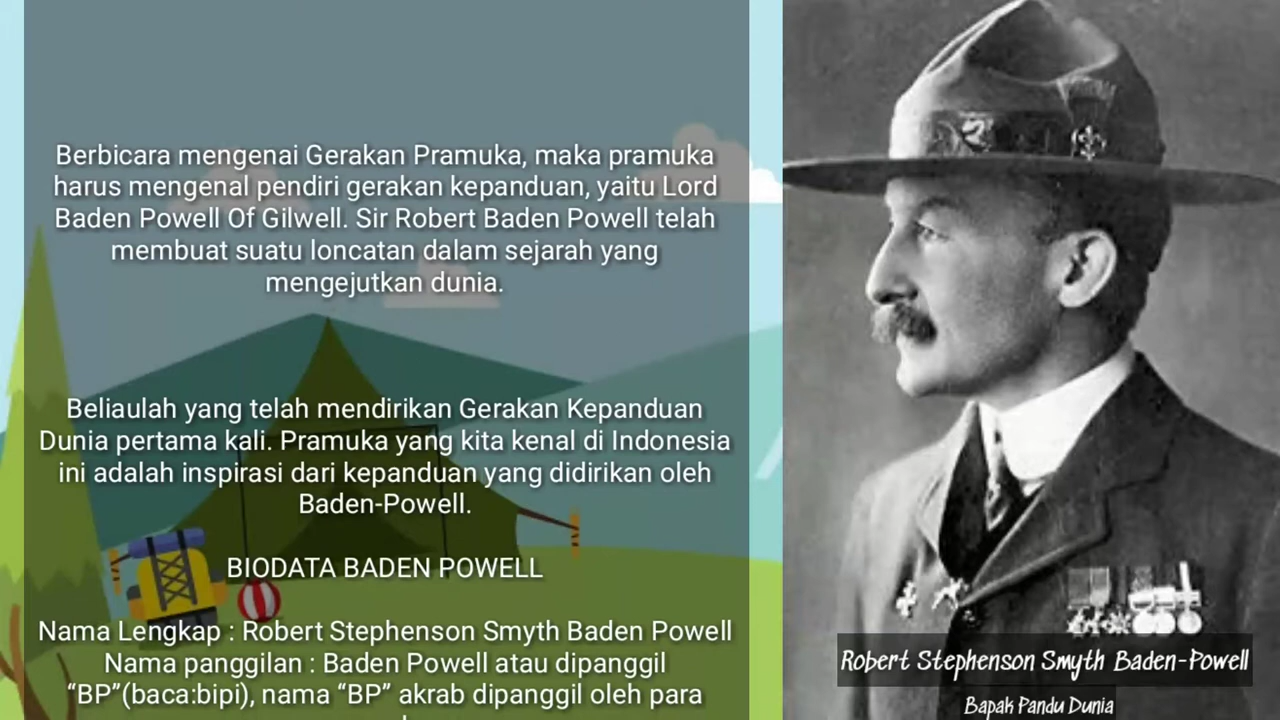 Berbicara mengenai Gerakan Pramuka, maka pramuka
harus mengenal pendiri gerakan kepanduan, yaitu Lord
Baden Powell Of Gilwell. Sir Robert Baden Powell telah
membuat suatu loncatan dalam sejarah yang
mengejutkan dunia.
Beliaulah yang telah mendirikan Gerakan Kepanduan
Dunia pertama kali. Pramuka yang kita kenal di Indonesia
ini adalah inspirasi dari kepanduan yang didirikan oleh
Baden-Powell.
BIODATA BADEN POWELL
Nama Lengkap : Robert Stephenson Smyth Baden Powell
Nama panggilan : Baden Powell atau dipanggil
“BP”(baca:bipi), nama “BP” akrab dipanggil oleh para
Robert Stephenson Smyth Baden-Powell
Bapak Pandu Dunia